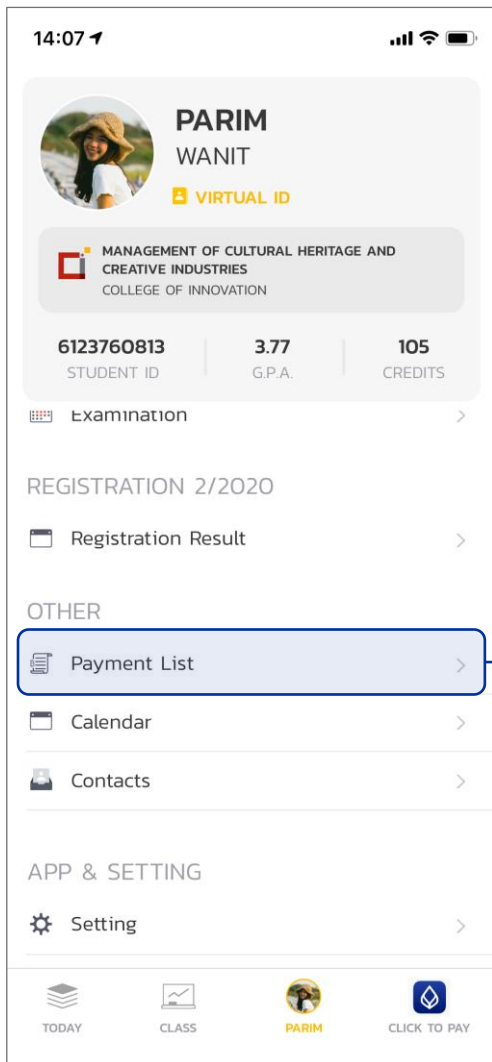 14:07
PARIM
WANIT
VIRTUAL ID
MANAGEMENT OF CULTURAL HERITAGE AND
CREATIVE INDUSTRIES
COLLEGE OF INNOVATION
6123760813 3.77 105
STUDENT ID G.P.A. CREDITS
Examination
REGISTRATION 2/2020
Registration Result
OTHER
Payment List
Calendar
Contacts
APP & SETTING
Setting
TODAY CLASS PARIM CLICK TO PAY